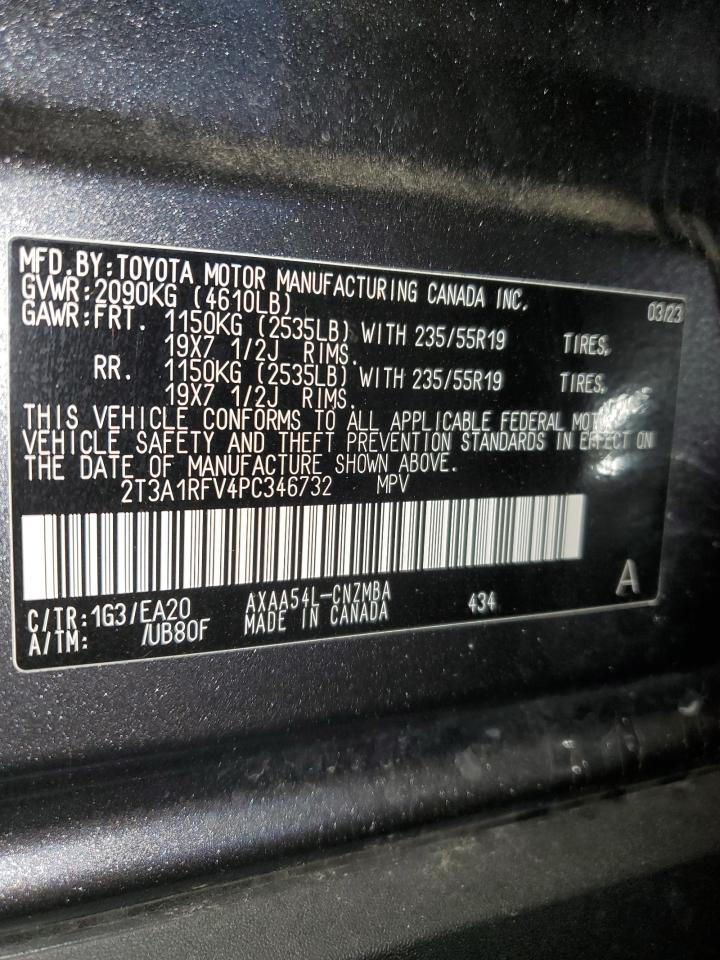 MFD.BY:TOYOTA MOTOR MANUFACTURING CANADA INC.
GVWR:2090KG (4610LB) 03/23
GAWR:FRT. 1150KG (2535LB) WITH 235/55R19 TIRES,
19X7 1/2J RIMS.
RR. 1150KG (2535LB) WITH 235/55R19 TIRES,
19X7 1/2J RIMS.
THIS VEHICLE CONFORMS TO ALL APPLICABLE FEDERAL MOTOR
VEHICLE SAFETY AND THEFT PREVENTION STANDARDS IN EFFECT ON
THE DATE OF MANUFACTURE SHOWN ABOVE.
2T3A1RFV4PC346732 MPV
A
C/TR:1G3/EA20 AXAA54L-CNZMBA 434
A/TM: /UB80F MADE IN CANADA